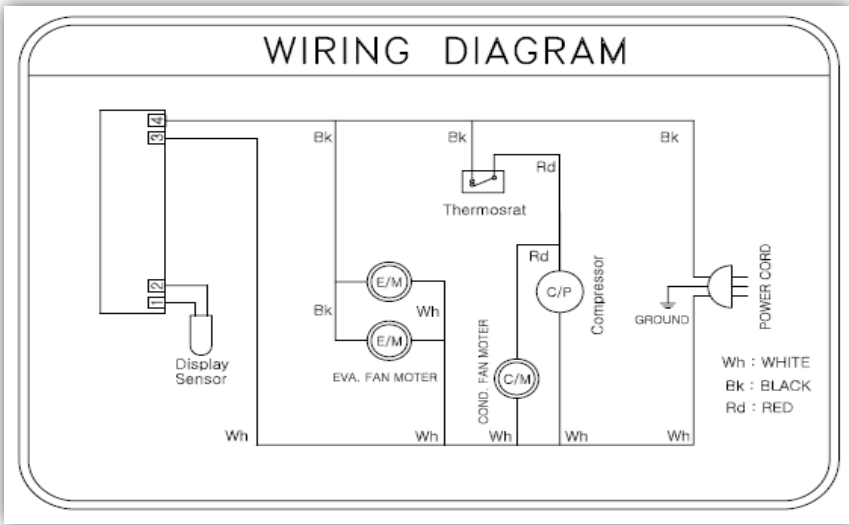 WIRING DIAGRAM
4
3
Bk
Bk
Bk
Rd
Thermosrat
2
1
Display
Sensor
E/M
Wh
Bk
E/M
EVA. FAN MOTER
Rd
C/P
Compressor
C/M
COND. FAN MOTER
GROUND
POWER CORD
Wh : WHITE
Bk : BLACK
Rd : RED
Wh
Wh
Wh
Wh
Wh